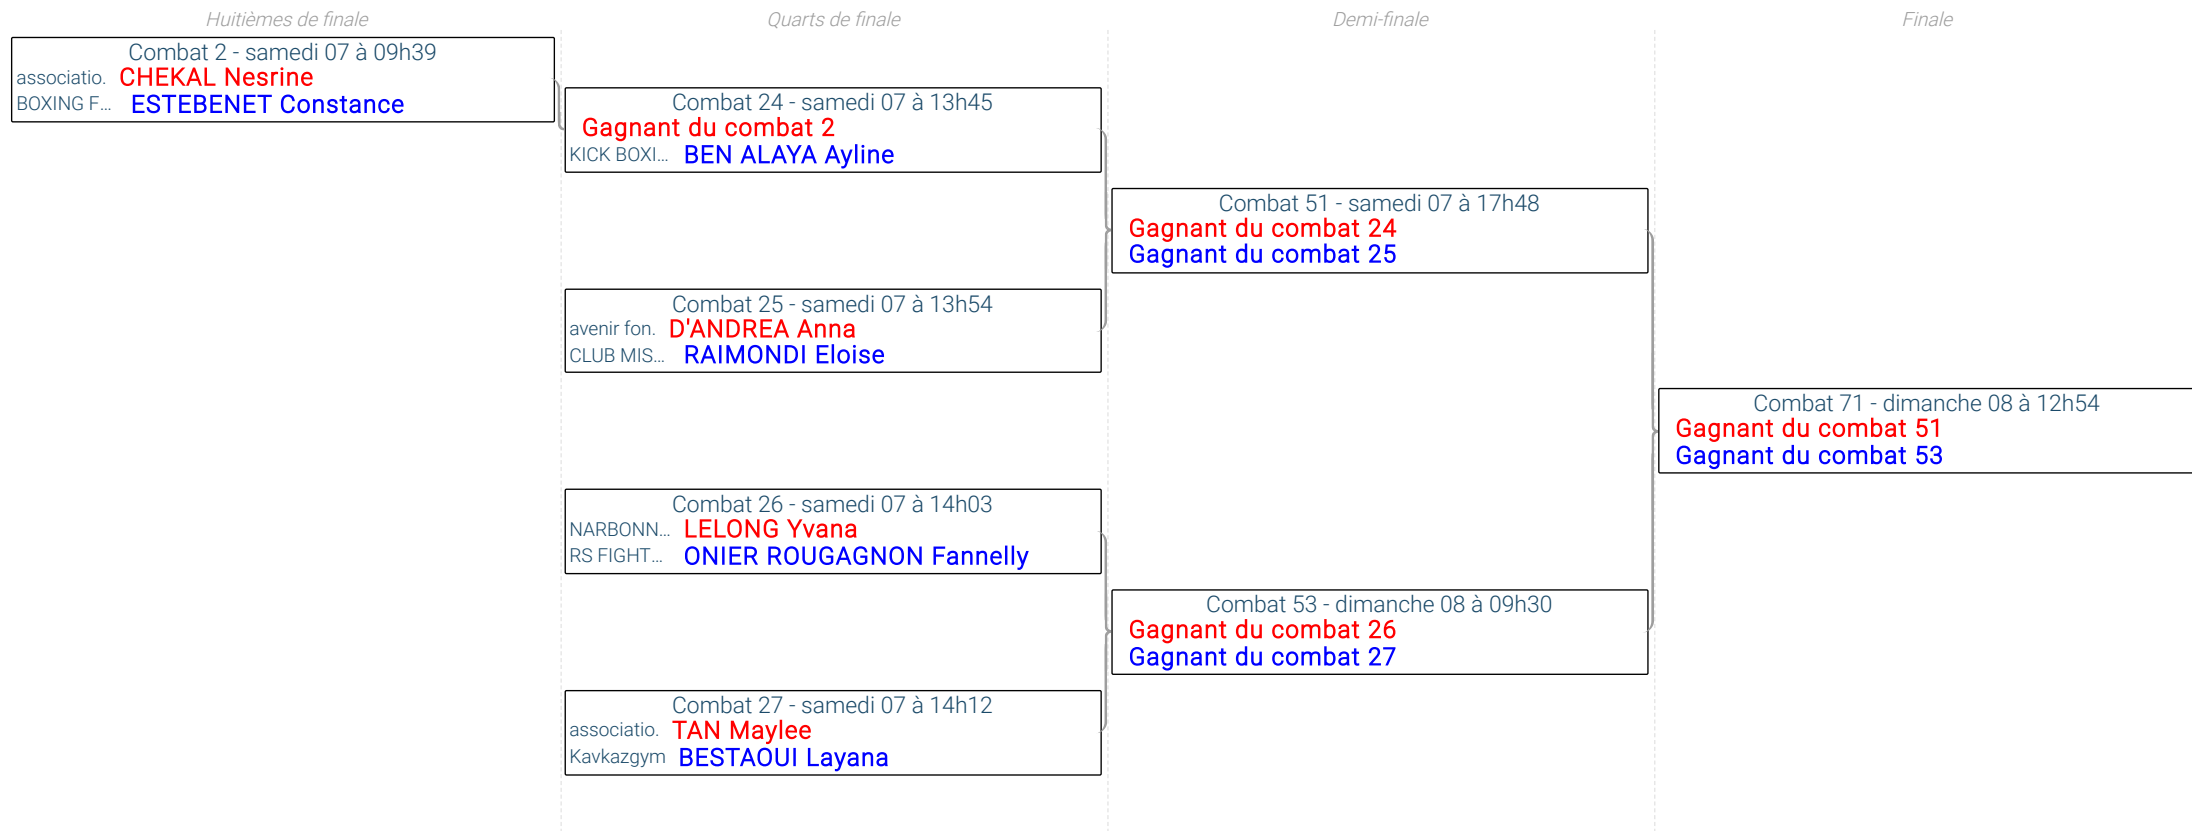 Huitièmes de finale
Quarts de finale
Demi-finale
Finale
Combat 2 - samedi 07 à 09h39
associatio. CHEKAL Nesrine
BOXING F... ESTEBENET Constance
Combat 24 - samedi 07 à 13h45
Gagnant du combat 2
KICK BOXI... BEN ALAYA Ayline
Combat 51 - samedi 07 à 17h48
Gagnant du combat 24
Gagnant du combat 25
Combat 25 - samedi 07 à 13h54
avenir fon. D'ANDREA Anna
CLUB MIS... RAIMONDI Eloise
Combat 71 - dimanche 08 à 12h54
Gagnant du combat 51
Gagnant du combat 53
Combat 26 - samedi 07 à 14h03
NARBONN... LELONG Yvana
RS FIGHT... ONIER ROUGAGNON Fannelly
Combat 53 - dimanche 08 à 09h30
Gagnant du combat 26
Gagnant du combat 27
Combat 27 - samedi 07 à 14h12
associatio. TAN Maylee
Kavkazgym BESTAOUI Layana